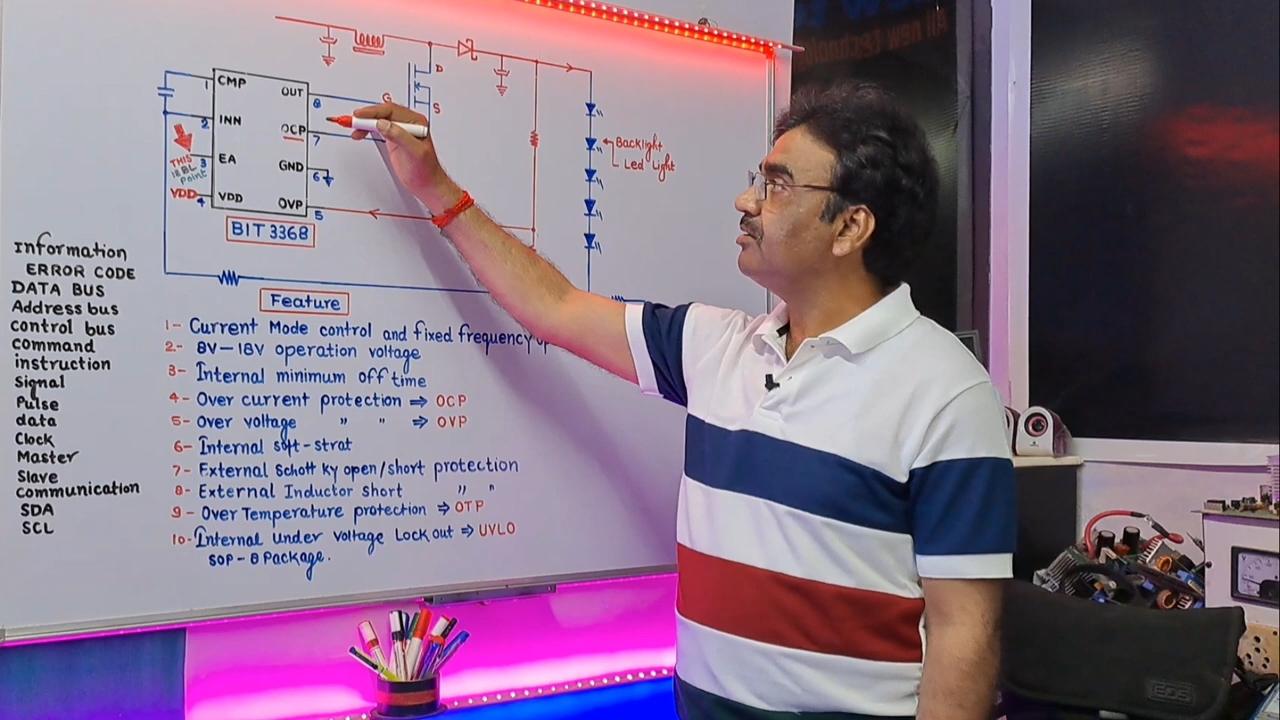 All new technolo
D
G
S
CMP
OUT
1
8
INN
2
OCP
7
THIS
IS BL
Point
3
EA
GND
6
VDD
4
VDD
OVP
5
BIT 3368
Backlight
Led Light
Information
ERROR CODE
DATA BUS
Address bus
control bus
command
instruction
Signal
Pulse
data
Clock
Master
Slave
Communication
SDA
SCL
Feature
1- Current Mode control and fixed frequency op
2- 8V-18V operation voltage
3- Internal minimum off time
4- Over current protection ⇒ OCP
5- Over voltage " " ⇒ OVP
6- Internal soft-strat
7- External Schott ky open/short protection
8- External Inductor short " "
9- Over Temperature protection ⇒ OTP
10- Internal under voltage Lock out ⇒ UVLO
SOP-8 Package.
EOS
V